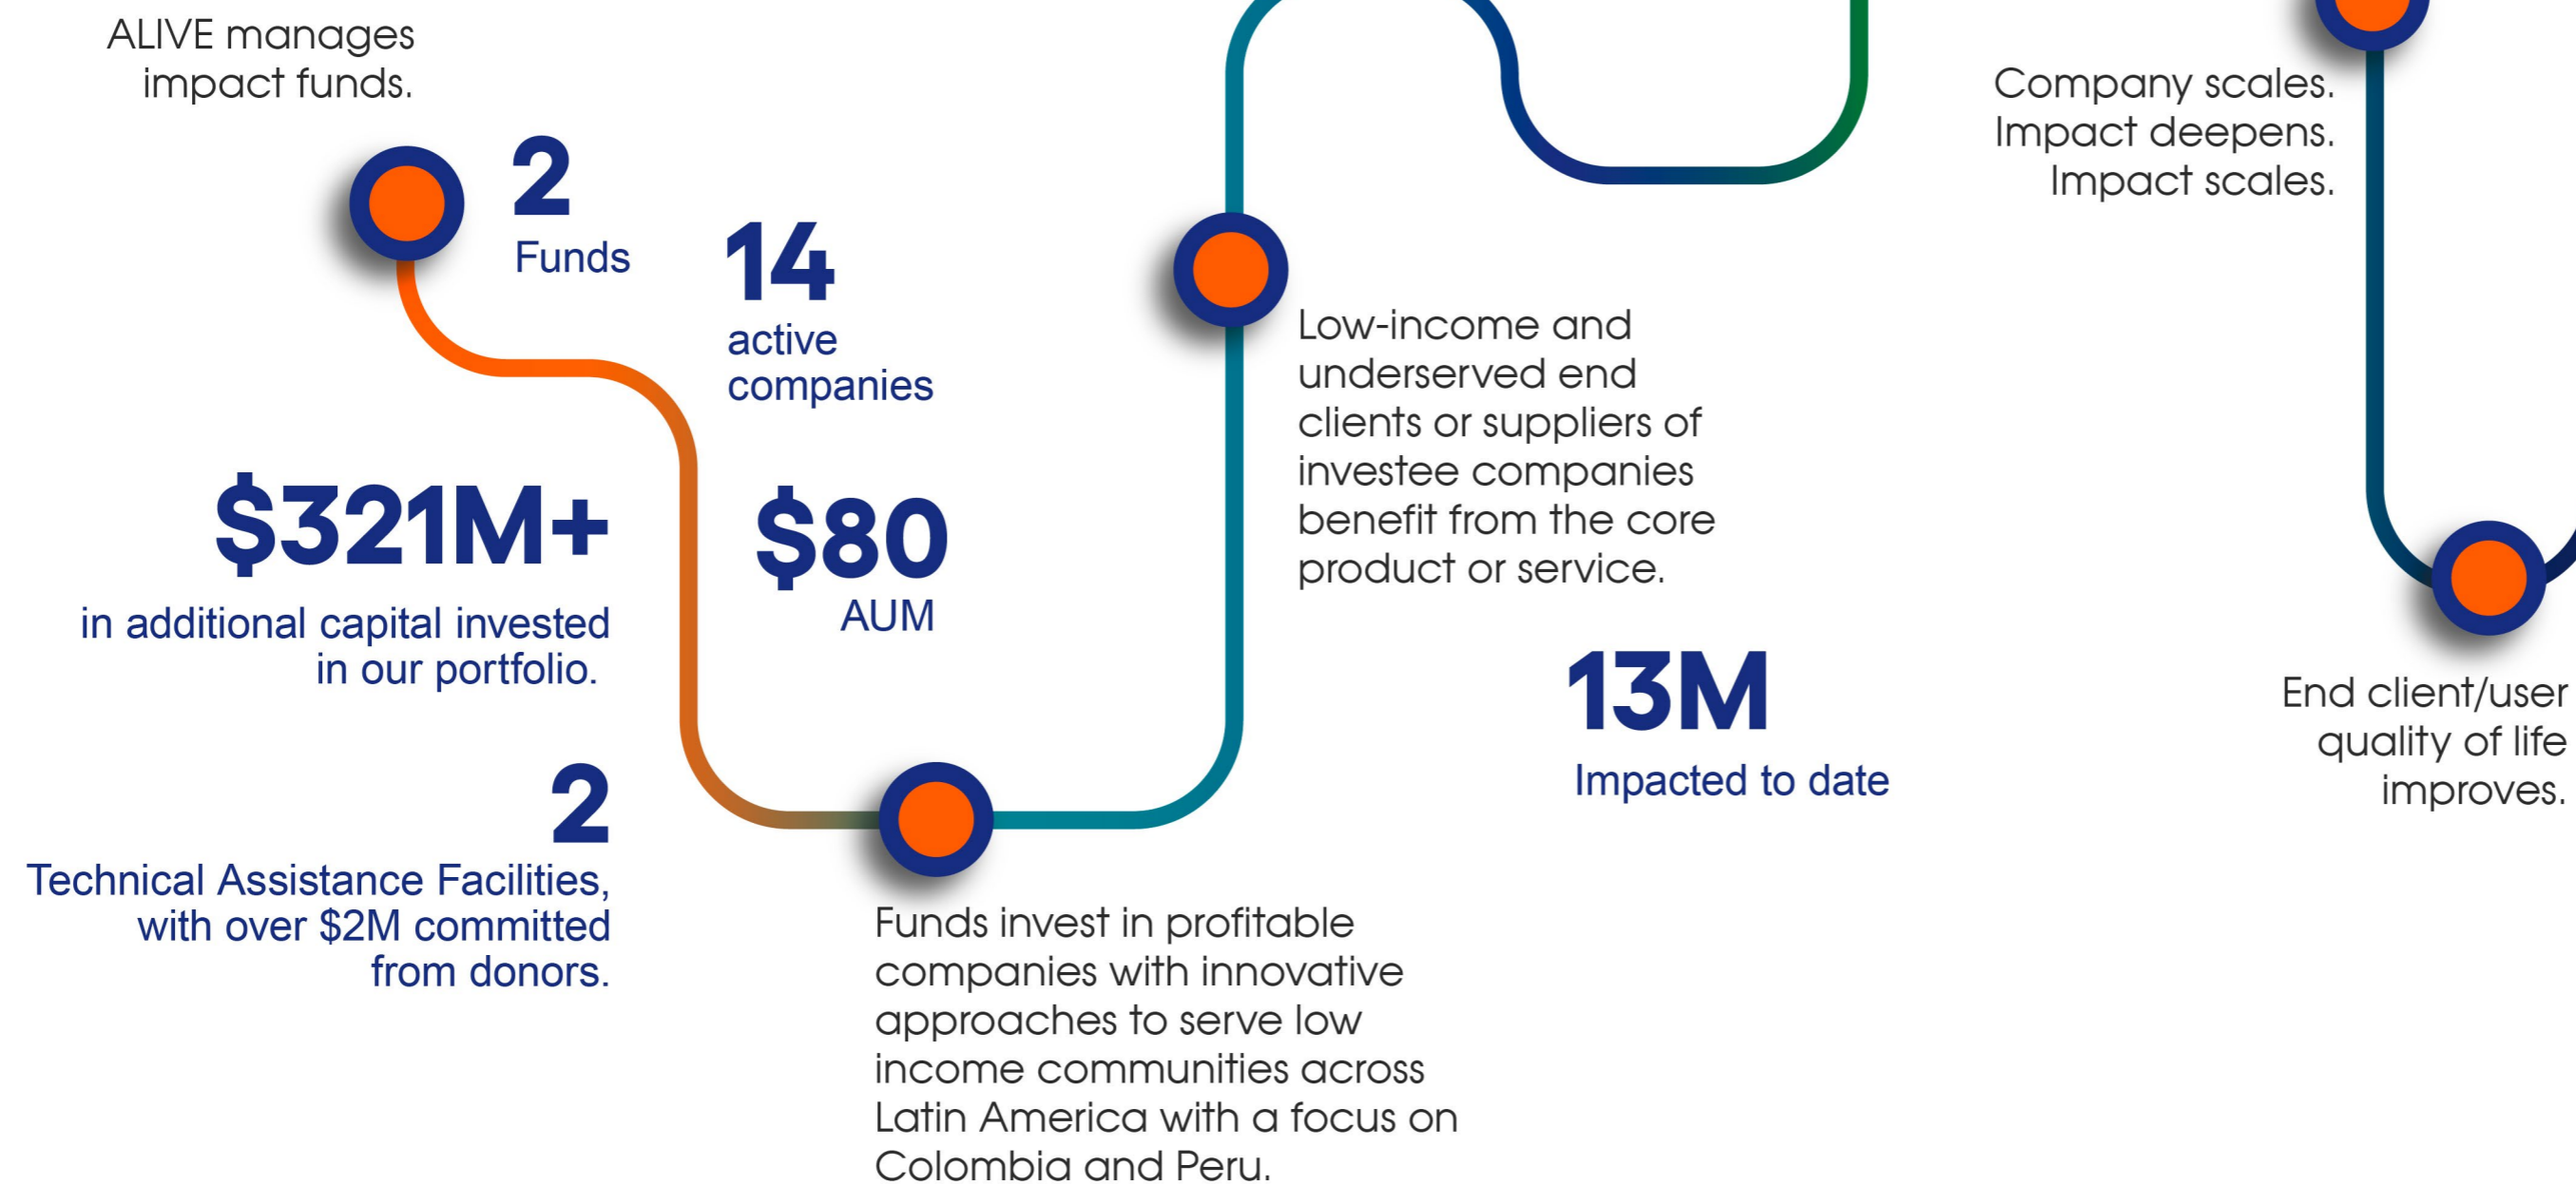 ALIVE manages
impact funds.
2
Funds
14
active
companies
$321M+
in additional capital invested
in our portfolio.
$80
AUM
2
Technical Assistance Facilities,
with over $2M committed
from donors.
Funds invest in profitable
companies with innovative
approaches to serve low
income communities across
Latin America with a focus on
Colombia and Peru.
Low-income and
underserved end
clients or suppliers of
investee companies
benefit from the core
product or service.
13M
Impacted to date
Company scales.
Impact deepens.
Impact scales.
End client/user
quality of life
improves.